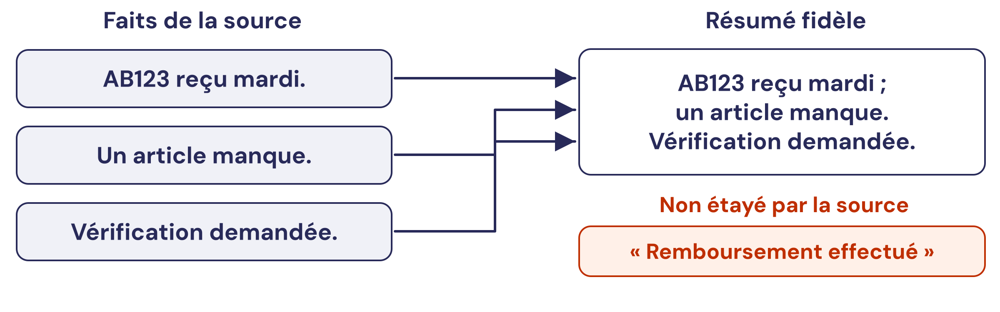 Faits de la source
AB123 reçu mardi.
Un article manque.
Vérification demandée.
Résumé fidèle
AB123 reçu mardi ;
un article manque.
Vérification demandée.
Non étayé par la source
« Remboursement effectué »